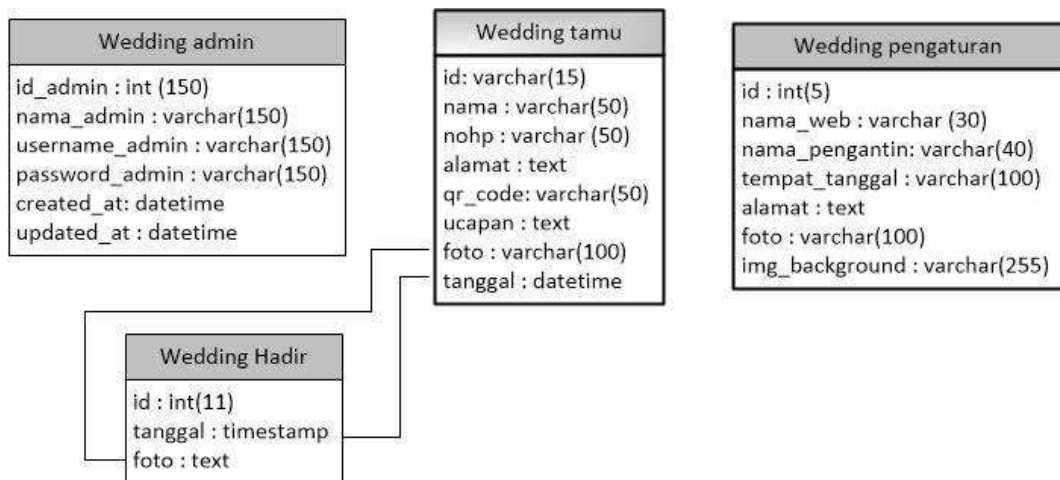 Wedding admin
id_admin : int (150)
nama_admin : varchar(150)
username_admin : varchar(150)
password_admin : varchar(150)
created_at: datetime
updated_at : datetime
Wedding tamu
id: varchar(15)
nama : varchar(50)
nohp : varchar (50)
alamat : text
qr_code: varchar(50)
ucapan : text
foto : varchar(100)
tanggal : datetime
Wedding pengaturan
id : int(5)
nama_web : varchar (30)
nama_pengantin: varchar(40)
tempat_tanggal : varchar(100)
alamat : text
foto : varchar(100)
img_background : varchar(255)
Wedding Hadir
id : int(11)
tanggal : timestamp
foto : text